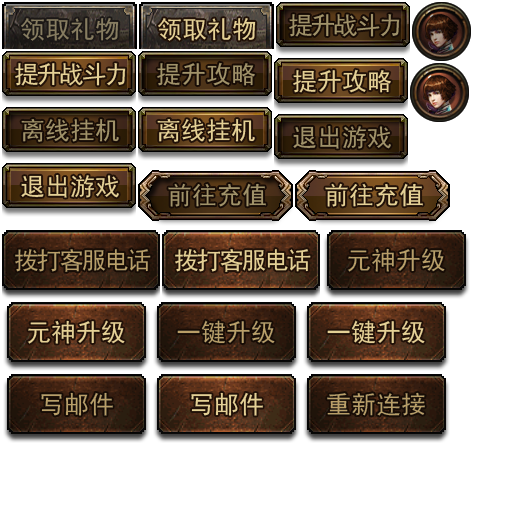 领取礼物 领取礼物 提升战斗力
提升战斗力 提升攻略 提升攻略
离线挂机 离线挂机 退出游戏
退出游戏 前往充值 前往充值
拨打客服电话 拨打客服电话 元神升级
元神升级 一键升级 一键升级
写邮件 写邮件 重新连接